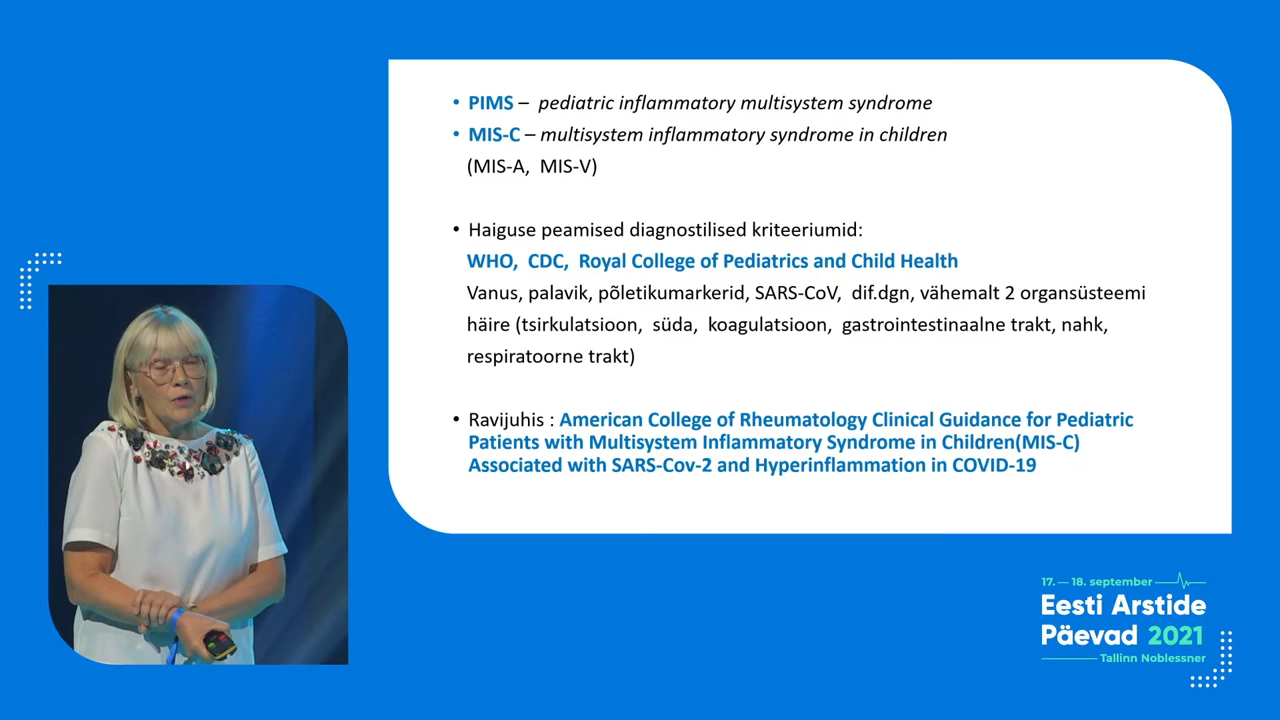 • PIMS – pediatric inflammatory multisystem syndrome
• MIS-C – multisystem inflammatory syndrome in children
(MIS-A, MIS-V)
• Haiguse peamised diagnostilised kriteeriumid:
WHO, CDC, Royal College of Pediatrics and Child Health
Vanus, palavik, põletikumarkerid, SARS-CoV, dif.dgn, vähemalt 2 organsüsteemi
häire (tsirkulatsioon, süda, koagulatsioon, gastrointestinaalne trakt, nahk,
respiratoorne trakt)
• Ravijuhis : American College of Rheumatology Clinical Guidance for Pediatric
Patients with Multisystem Inflammatory Syndrome in Children(MIS-C)
Associated with SARS-Cov-2 and Hyperinflammation in COVID-19
17. — 18. september
Eesti Arstide
Päevad 2021
Tallinn Noblessner